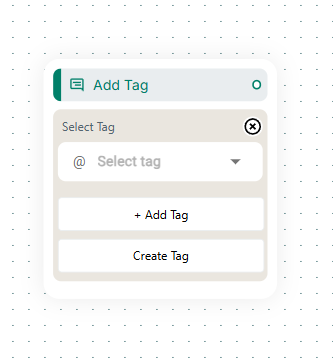 Add Tag
Select Tag
@ Select tag
+ Add Tag
Create Tag